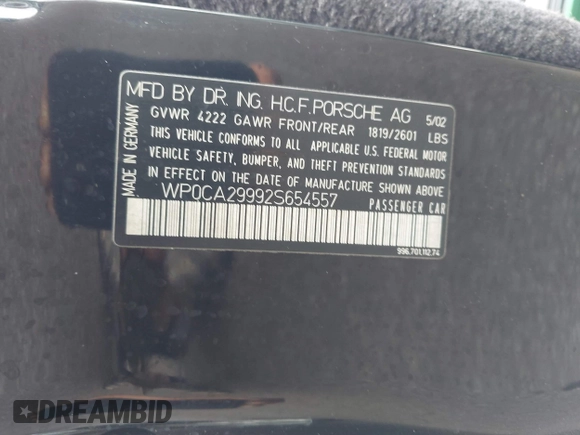 MFD BY DR. ING. H.C.F.PORSCHE AG 5/02
GVWR 4222 GAWR FRONT/REAR 1819/2601 LBS
THIS VEHICLE CONFORMS TO ALL APPLICABLE U.S. FEDERAL MOTOR
VEHICLE SAFETY, BUMPER, AND THEFT PREVENTION STANDARDS
IN EFFECT ON THE DATE OF MANUFACTURE SHOWN ABOVE
WP0CA29992S654557 PASSENGER CAR
996.701.112.74
MADE IN GERMANY
DREAMBID